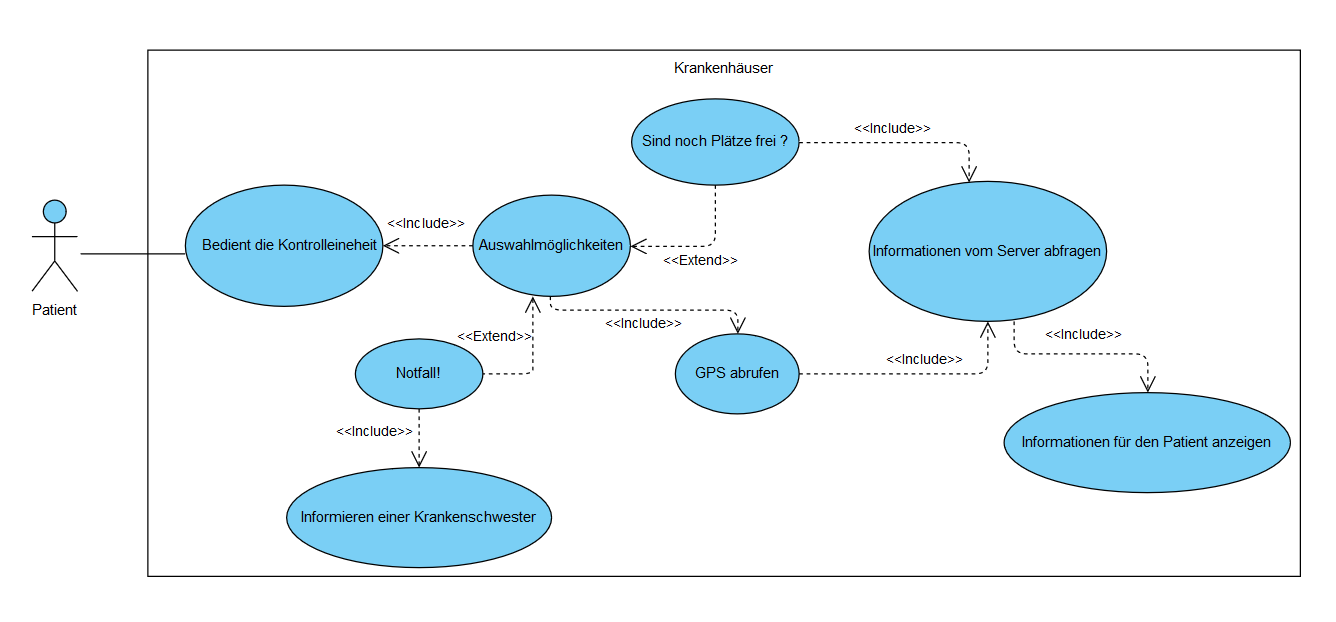 Krankenhäuser
Sind noch Plätze frei ?
<<Include>>
<<Include>>
Bedient die Kontrolleineheit
Auswahlmöglichkeiten
Informationen vom Server abfragen
<<Extend>>
Patient
<<Include>>
<<Extend>>
<<Include>>
<<Include>>
Notfall!
GPS abrufen
<<Include>>
Informationen für den Patient anzeigen
Informieren einer Krankenschwester